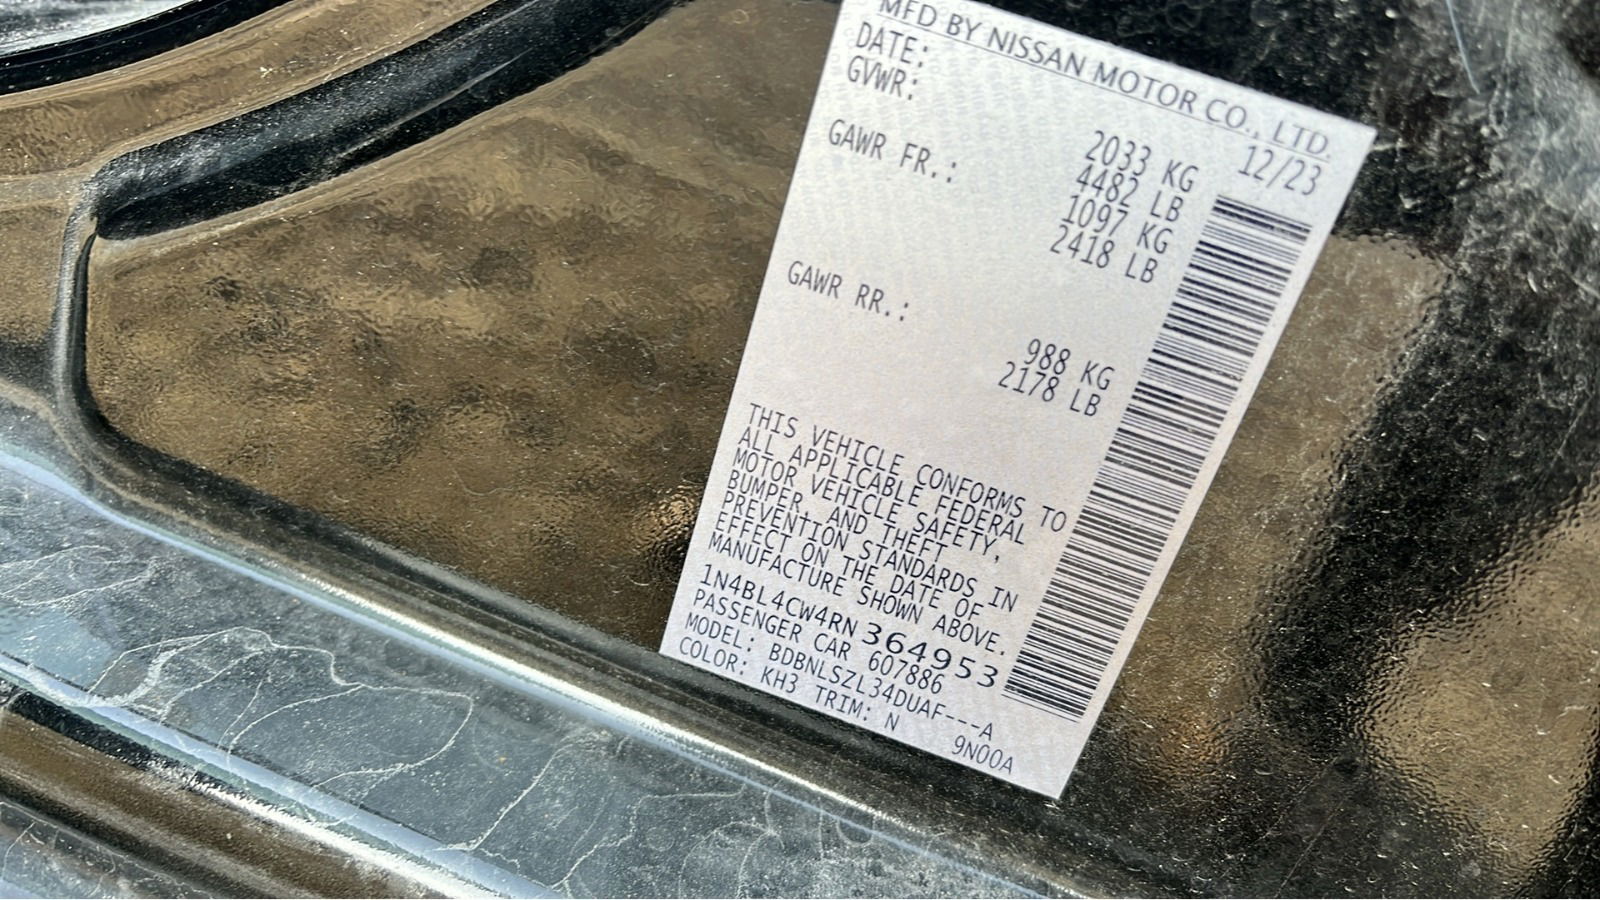 MFD BY NISSAN MOTOR CO., LTD.
DATE: 12/23
GVWR: 2033 KG
4482 LB
GAWR FR.: 1097 KG
2418 LB
GAWR RR.: 988 KG
2178 LB
THIS VEHICLE CONFORMS TO
ALL APPLICABLE FEDERAL
MOTOR VEHICLE SAFETY,
BUMPER, AND THEFT
PREVENTION STANDARDS IN
EFFECT ON THE DATE OF
MANUFACTURE SHOWN ABOVE.
1N4BL4CW4RN364953
PASSENGER CAR 607886
MODEL: BDBNLSZL34DUAF---A
COLOR: KH3 TRIM: N 9N00A